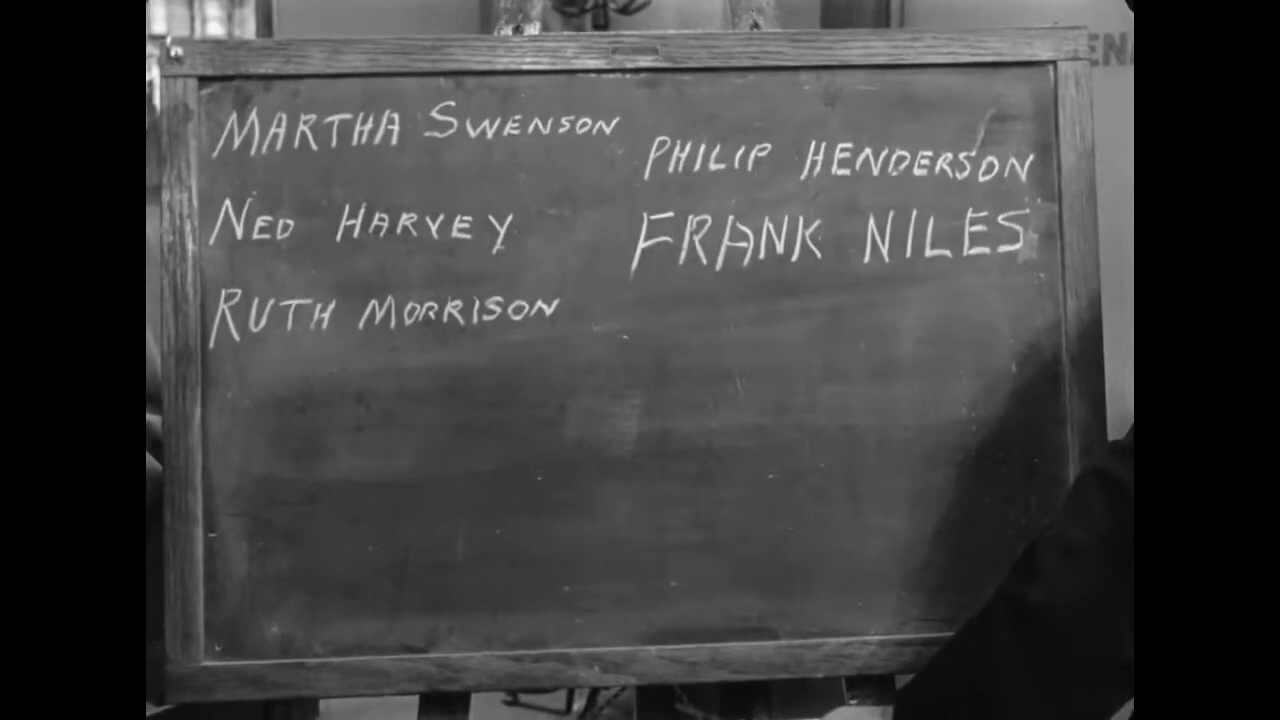 MARTHA SWENSON
NED HARVEY
RUTH MORRISON
PHILIP HENDERSON
FRANK NILES